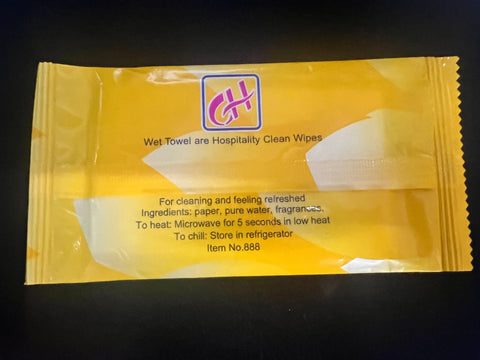 CH
Wet Towel are Hospitality Clean Wipes
For cleaning and feeling refreshed
Ingredients: paper, pure water, fragrances.
To heat: Microwave for 5 seconds in low heat
To chill: Store in refrigerator
Item No.888